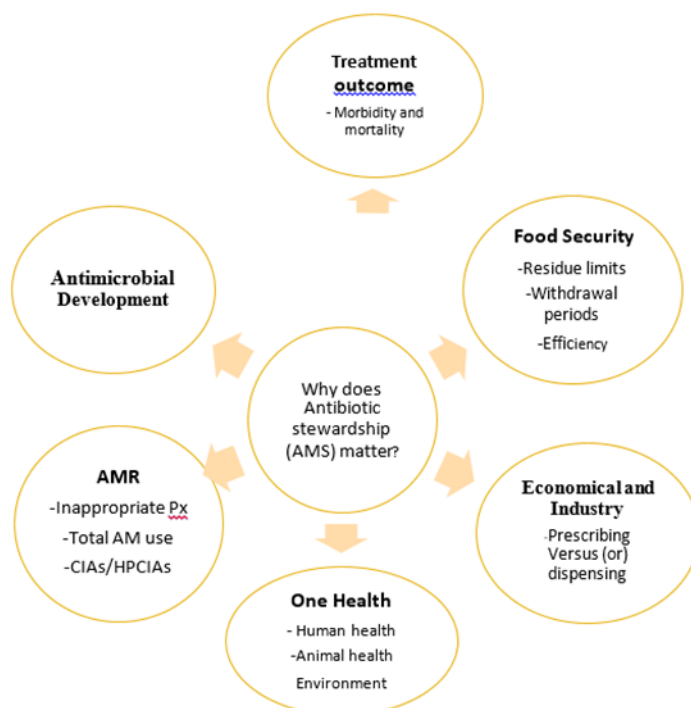 Treatment
outcome
- Morbidity and
mortality
Food Security
-Residue limits
-Withdrawal
periods
-Efficiency
Antimicrobial
Development
Why does
Antibiotic
stewardship
(AMS) matter?
AMR
-Inappropriate Px
-Total AM use
-CIAs/HPCIAs
Economical and
Industry
-Prescribing
Versus (or)
dispensing
One Health
- Human health
-Animal health
Environment